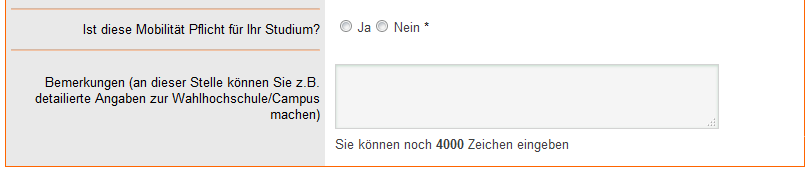 Ist diese Mobilität Pflicht für Ihr Studium?
Ja Nein *
Bemerkungen (an dieser Stelle können Sie z.B.
detailierte Angaben zur Wahlhochschule/Campus
machen)
Sie können noch 4000 Zeichen eingeben